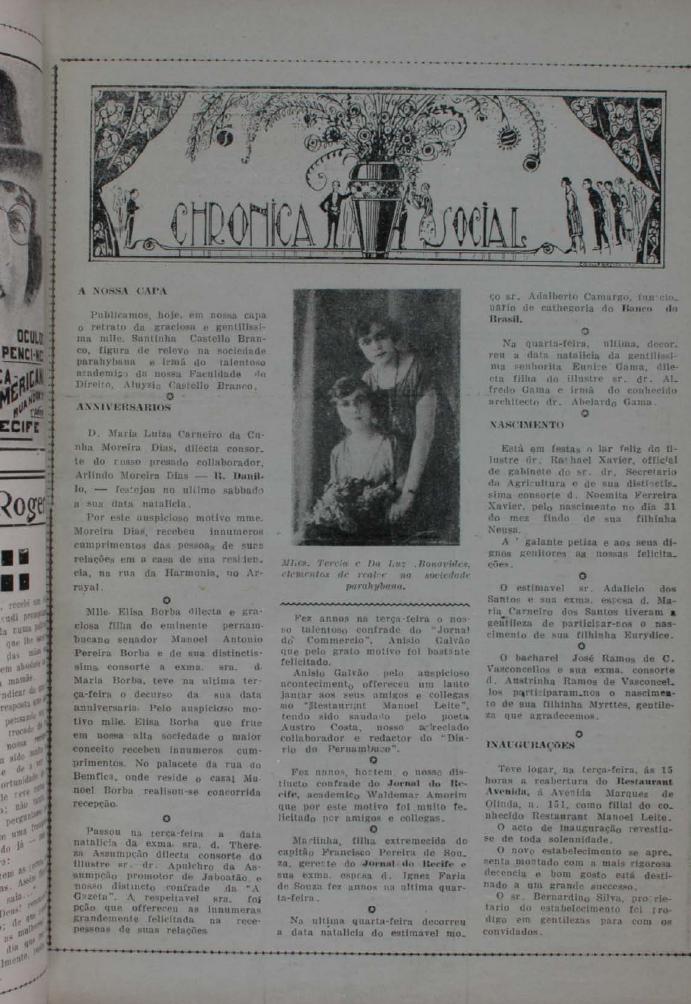 CHRONICA SOCIAL
A NOSSA CAPA
Publicamos, hoje, em nossa capa
o retrato da graciosa e gentilissi-
ma mlle. Santinha Castello Bran-
co, figura de relevo na sociedade
parahybana e irmã do talentoso
academico da nossa Faculdade de
Direito, Aluysio Castello Branco.
ANNIVERSARIOS
D. Maria Luiza Carneiro da Cu-
nha Moreira Dias, dilecta consor-
te do nosso presado collaborador,
Arlindo Moreira Dias — R. Danil-
lo, — festejou no ultimo sabbado
a sua data natalicia.
Por este auspicioso motivo mme.
Moreira Dias, recebeu innumeros
cumprimentos das pessoas de suas
relações em a casa de sua residen-
cia, na rua da Harmonia, no Ar-
rayal.
Mlle. Elisa Borba dilecta e gra-
ciosa filha do eminente pernam-
bucano senador Manoel Antonio
Pereira Borba e de sua distinctis-
sima consorte a exma. sra. d.
Maria Borba, teve na ultima ter-
ça-feira o decurso da sua data
anniversaria. Pelo auspicioso mo-
tivo mlle. Elisa Borba que frue
em nossa alta sociedade o maior
conceito recebeu innumeros cum-
primentos. No palacete da rua do
Bemfica, onde reside o casal Ma-
noel Borba realisou-se concorrida
recepção.
Passou na terça-feira a data
natalicia da exma. sra. d. There-
za Assumpção dilecta consorte do
illustre sr. dr. Apulchro da As-
sumpção promotor de Jaboatão e
nosso distincto confrade da "A
Gazeta". A respeitavel sra. foi
grandemente felicitada na rece-
pção que offereceu as innumeras
pessoas de suas relações
Mlles. Tercia e Da Luz Bonavides,
elementos de realce na sociedade
parahybana.
Fez annos na terça-feira o nos-
so talentoso confrade do "Jornal
do Commercio", Anisio Galvão
que pelo grato motivo foi bastante
felicitado.
Anisio Galvão pelo auspicioso
acontecimento offereceu um lauto
jantar aos seus amigos e collegas
no "Restaurant Manoel Leite",
tendo sido saudado pelo poeta
Austro Costa, nosso apreciado
collaborador e redactor do "Dia-
rio do Pernambuco".
Fez annos, hontem, o nosso dis-
tincto confrade do Jornal do Re-
cife, academico Waldemar Amorim
que por este motivo foi muito fe-
licitado por amigos e collegas.
Marlinha, filha extremecida do
capitão Francisco Pereira de Sou-
za, gerente do Jornal do Recife e
sua exma. esposa d. Ignez Faria
de Souza fez annos na ultima quar-
ta-feira.
Na ultima quarta-feira decorreu
a data natalicia do estimavel mo-
ço sr. Adalberto Camargo, funccio-
nario de cathegoria do Banco do
Brasil.
Na quarta-feira, ultima, decor-
reu a data natalicia da gentilissi-
ma senhorita Eunice Gama, dile-
cta filha do illustre sr. dr. Al-
fredo Gama e irmã do conhecido
architecto dr. Abelardo Gama.
NASCIMENTO
Está em festas o lar feliz do il-
lustre dr. Rachael Xavier, official
de gabinete do sr. dr. Secretario
da Agricultura e de sua distinctis-
sima consorte d. Noemita Ferreira
Xavier, pelo nascimento no dia 31
do mez findo de sua filhinha
Neusa.
A galante petiza e aos seus di-
gnos genitores as nossas felicita-
ções.
O estimavel sr. Adalicio dos
Santos e sua exma. esposa d. Ma-
ria Carneiro dos Santos tiveram a
gentileza de participar-nos o nas-
cimento de sua filhinha Eurydice.
O bacharel José Ramos de C.
Vasconcellos e sua exma. consorte
d. Austrinha Ramos de Vasconcel-
los participaram-nos o nascimen-
to de sua filhinha Myrttes, gentile-
za que agradecemos.
INAUGURAÇÕES
Teve logar, na terça-feira, ás 15
horas a reabertura do Restaurant
Avenida, á Avenida Marquez de
Olinda, n. 151, como filial do co-
nhecido Restaurant Manoel Leite.
O acto de inauguração revestiu-
se de toda solennidade.
O novo estabelecimento se apre-
senta montado com a mais rigorosa
decencia e bom gosto está desti-
nado a um grande successo.
O sr. Bernardino Silva, proprie-
tario do estabelecimento foi pro-
digo em gentilezas para com os
convidados.